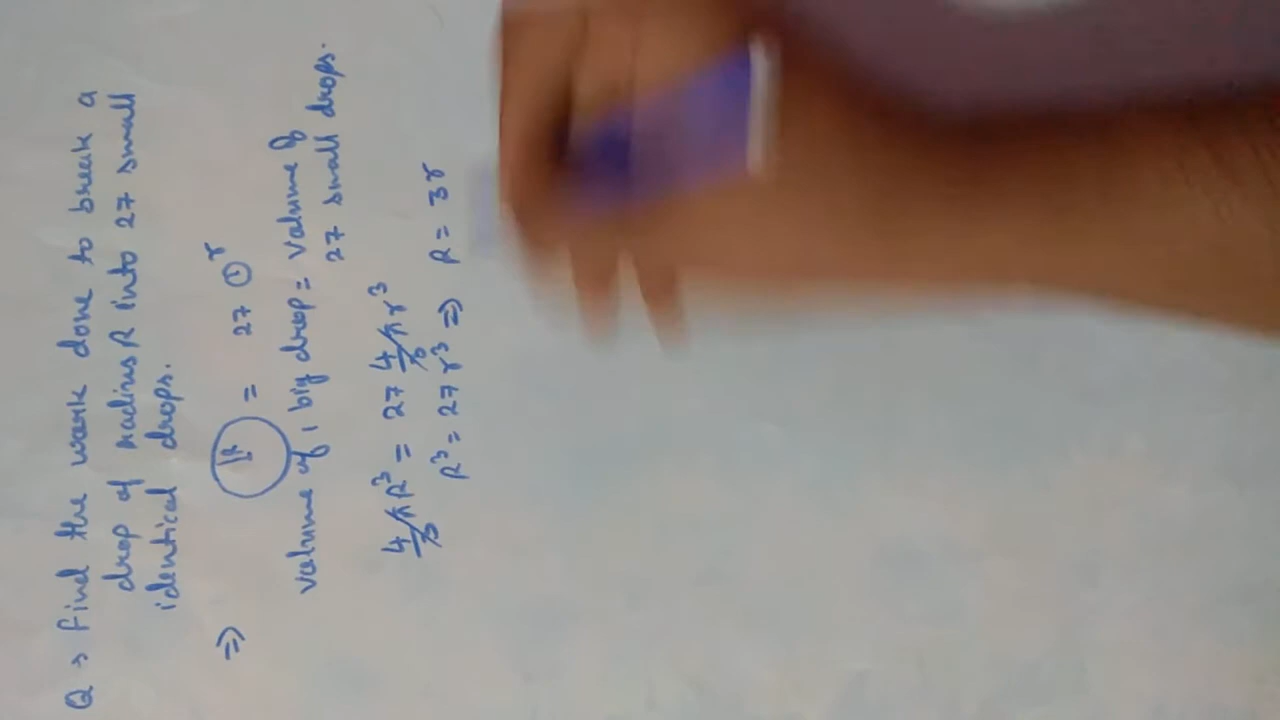 Q → Find the work done to break a
drop of radius R into 27 small
identical drops.
⇒ R = 27 r
Volume of 1 big drop = Volume of
27 small drops.
4/3 π R³ = 27 4/3 π r³
R³ = 27 r³ ⇒ R = 3r